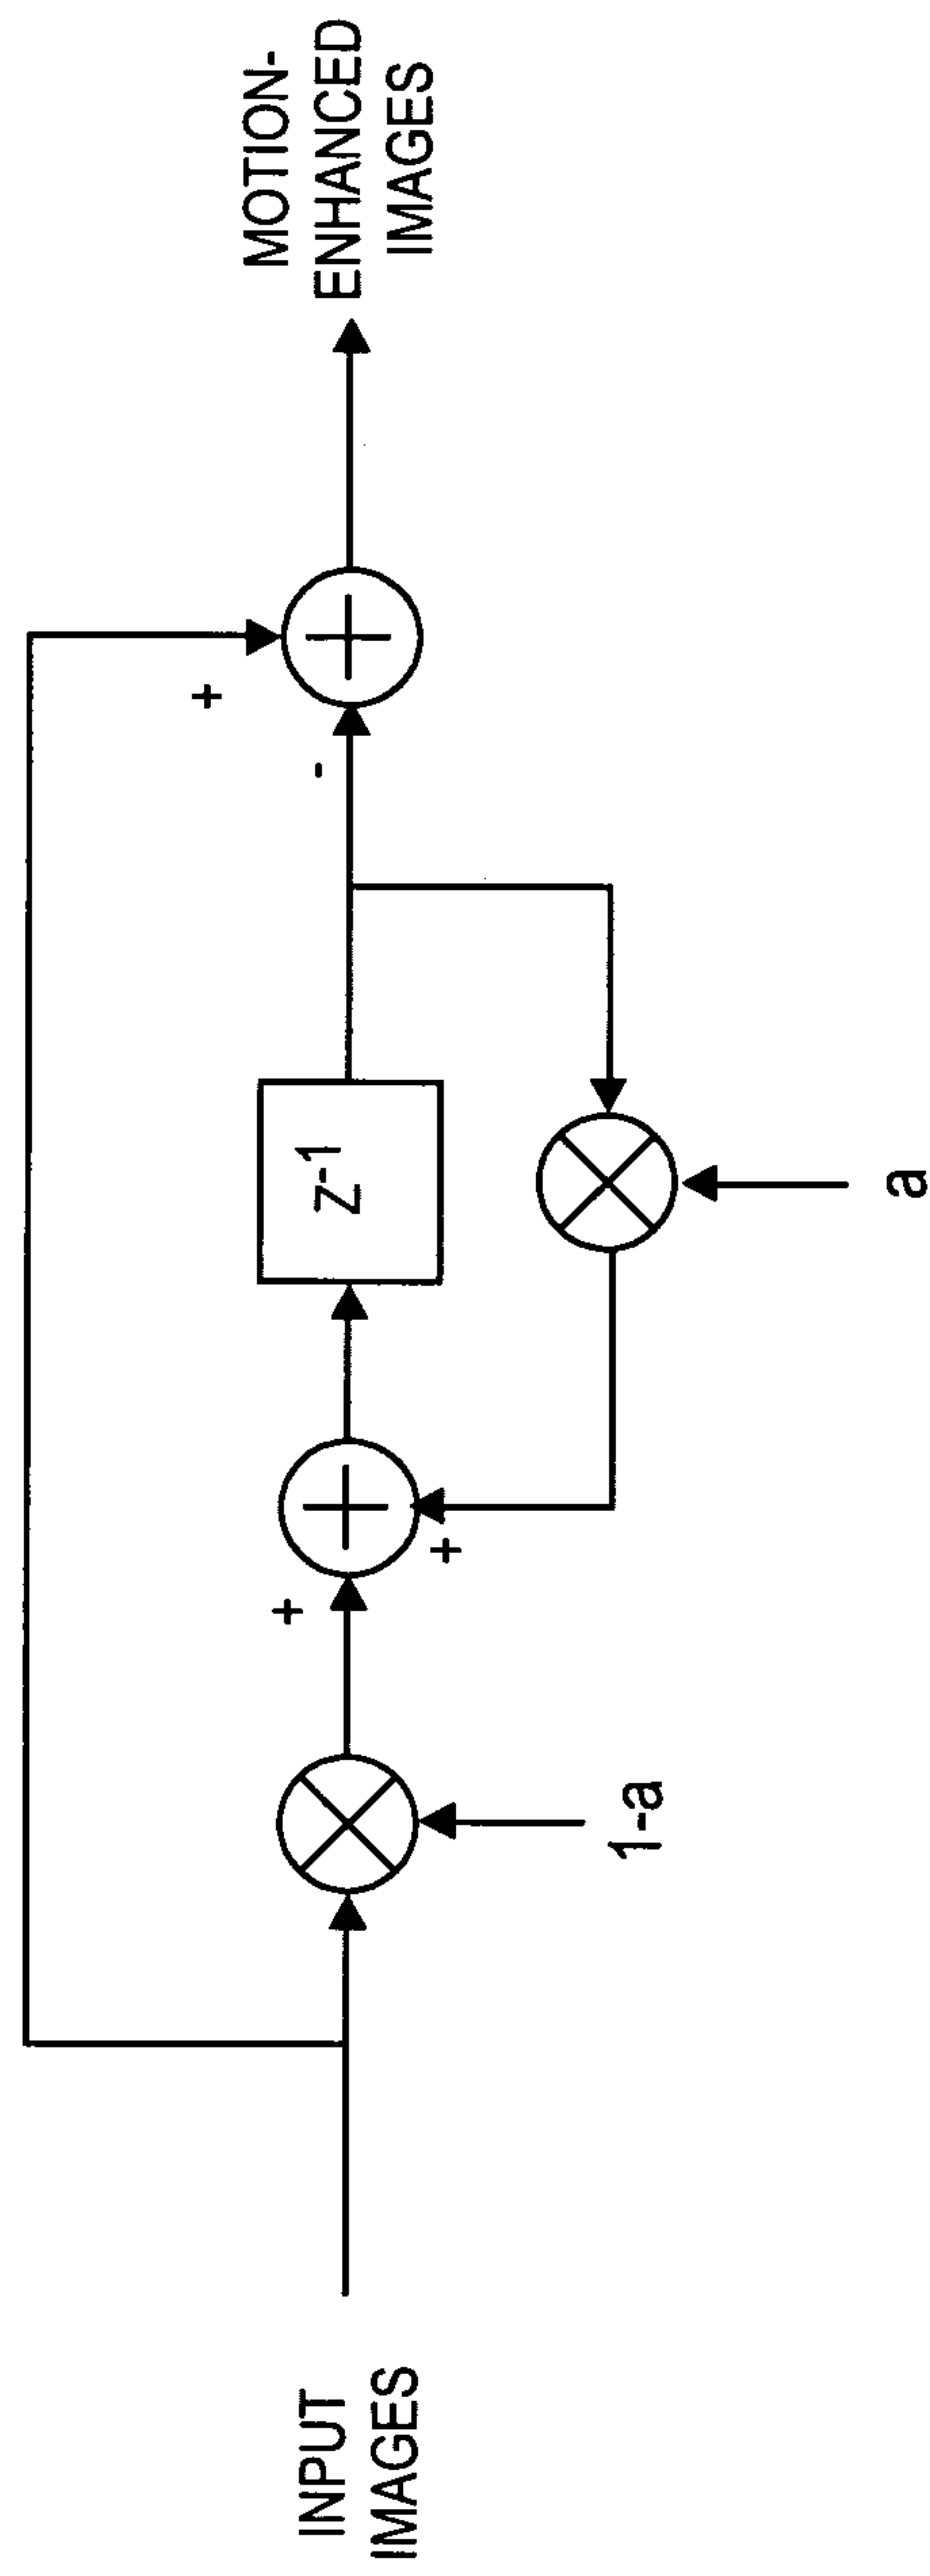 INPUT
IMAGES
1-a
+
+
z-1
a
-
+
MOTION-
ENHANCED
IMAGES